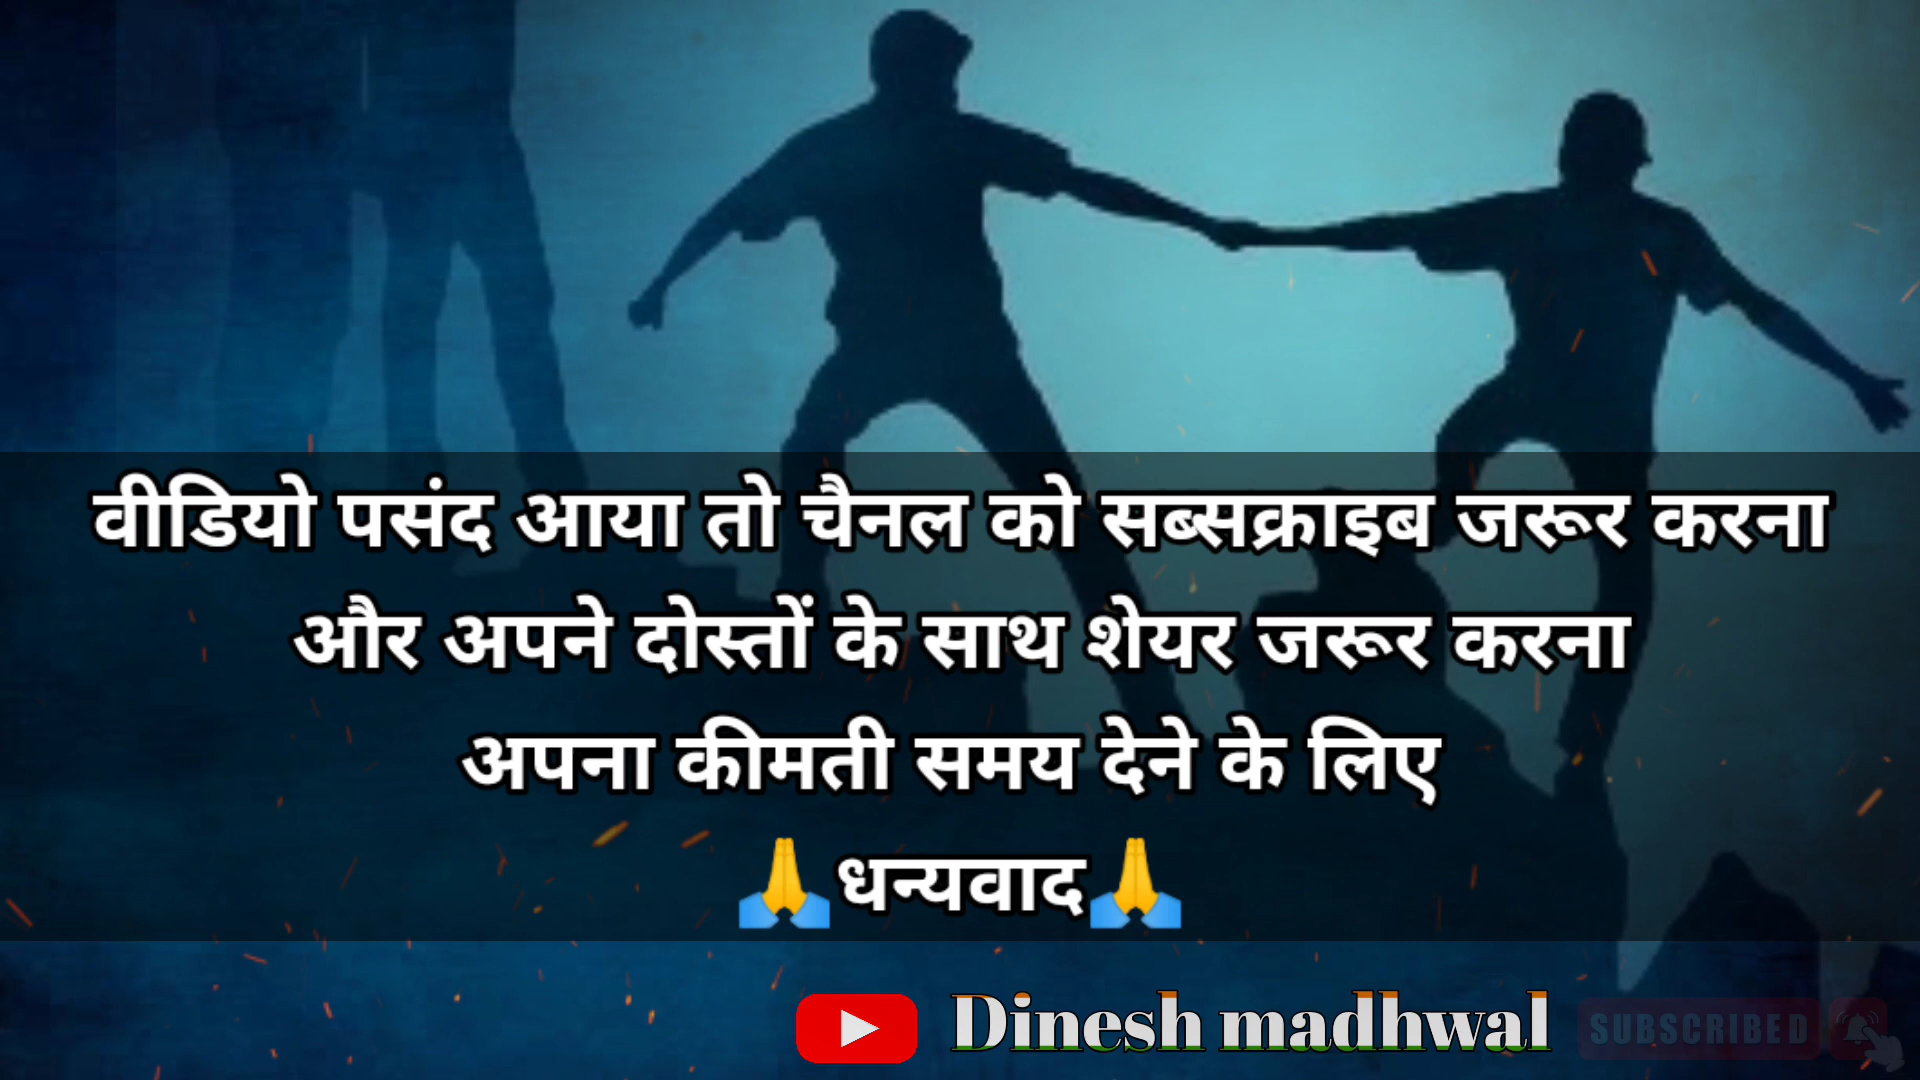 वीडियो पसंद आया तो चैनल को सब्सक्राइब जरूर करना
और अपने दोस्तों के साथ शेयर जरूर करना
अपना कीमती समय देने के लिए
🙏धन्यवाद🙏
Dinesh madhwal
SUBSCRIBED